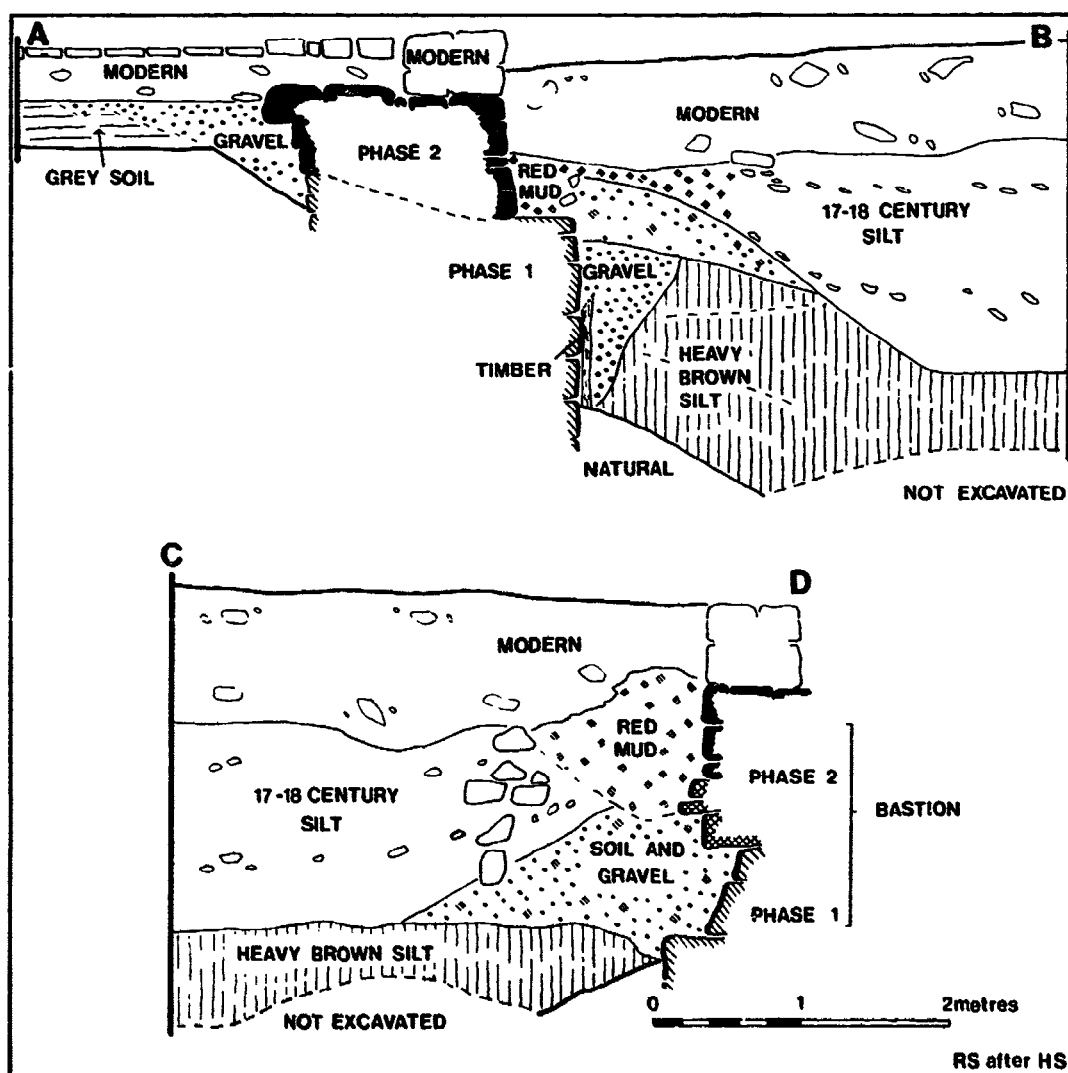 A
B
MODERN
MODERN
MODERN
GRAVEL
PHASE 2
RED
MUD
GREY SOIL
17-18 CENTURY
SILT
PHASE 1
GRAVEL
TIMBER
HEAVY
BROWN
SILT
NATURAL
NOT EXCAVATED
C
D
MODERN
RED
MUD
17-18 CENTURY
SILT
PHASE 2
BASTION
SOIL AND
GRAVEL
PHASE 1
HEAVY BROWN SILT
NOT EXCAVATED
0 1 2metres
RS after HS